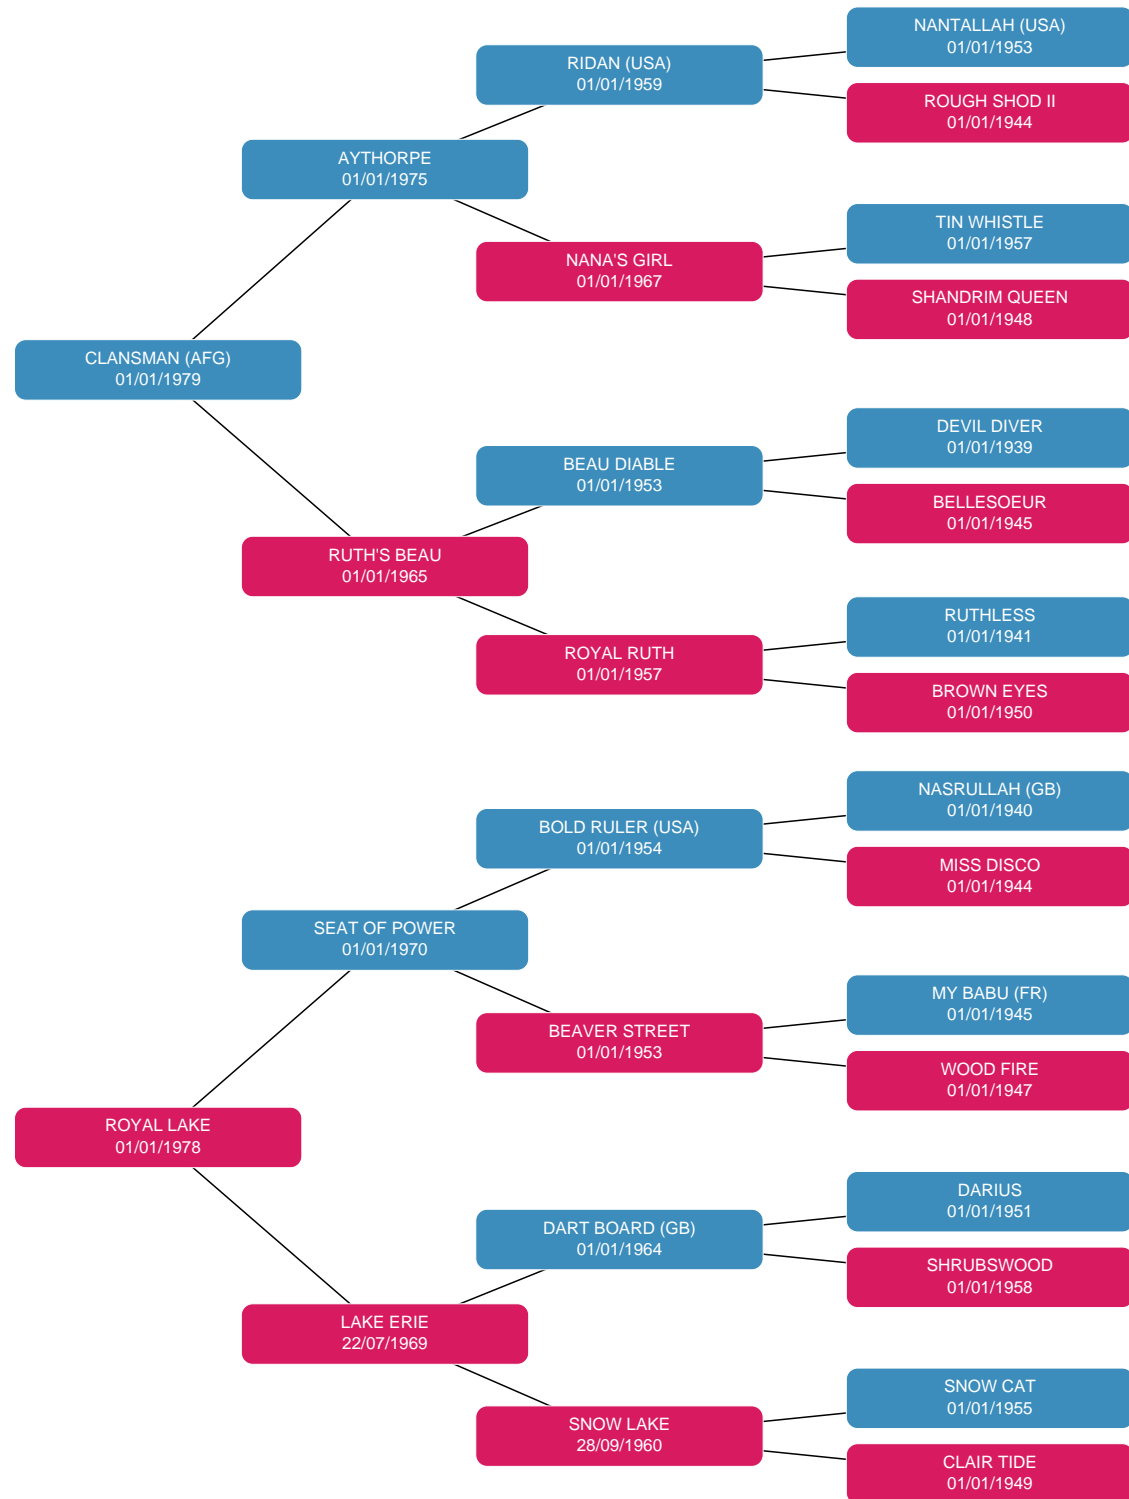 NANTALLAH (USA)
01/01/1953
RIDAN (USA)
01/01/1959
ROUGH SHOD II
01/01/1944
AYTHORPE
01/01/1975
TIN WHISTLE
01/01/1957
NANA'S GIRL
01/01/1967
SHANDRIM QUEEN
01/01/1948
CLANSMAN (AFG)
01/01/1979
DEVIL DIVER
01/01/1939
BEAU DIABLE
01/01/1953
BELLESOEUR
01/01/1945
RUTH'S BEAU
01/01/1965
RUTHLESS
01/01/1941
ROYAL RUTH
01/01/1957
BROWN EYES
01/01/1950
NASRULLAH (GB)
01/01/1940
BOLD RULER (USA)
01/01/1954
MISS DISCO
01/01/1944
SEAT OF POWER
01/01/1970
MY BABU (FR)
01/01/1945
BEAVER STREET
01/01/1953
WOOD FIRE
01/01/1947
ROYAL LAKE
01/01/1978
DARIUS
01/01/1951
DART BOARD (GB)
01/01/1964
SHRUBSWOOD
01/01/1958
LAKE ERIE
22/07/1969
SNOW CAT
01/01/1955
SNOW LAKE
28/09/1960
CLAIR TIDE
01/01/1949